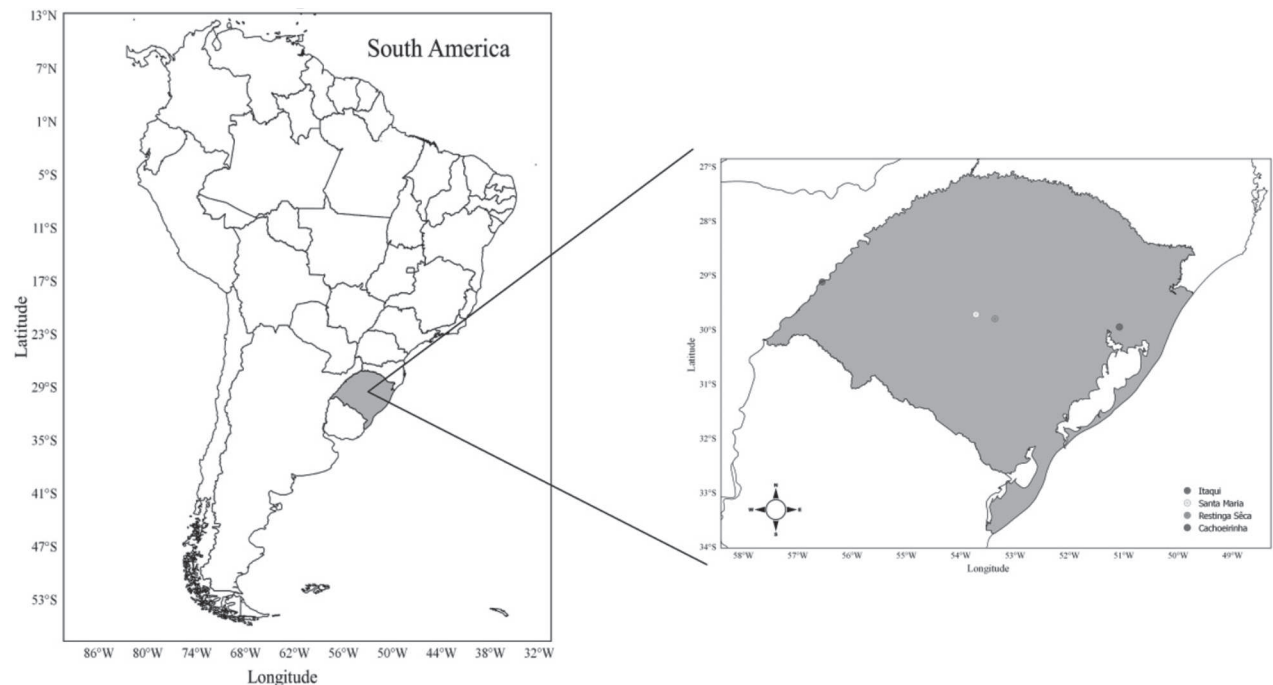 South America
13°N
7°N
1°N
5°S
11°S
17°S
23°S
29°S
35°S
41°S
47°S
53°S
Latitude
86°W 80°W 74°W 68°W 62°W 56°W 50°W 44°W 38°W 32°W
Longitude
27°S
28°S
29°S
30°S
31°S
32°S
33°S
34°S
Latitude
N
S
Itaqui
Santa Maria
Restinga Sêca
Cachoeirinha
58°W 57°W 56°W 55°W 54°W 53°W 52°W 51°W 50°W 49°W
Longitude